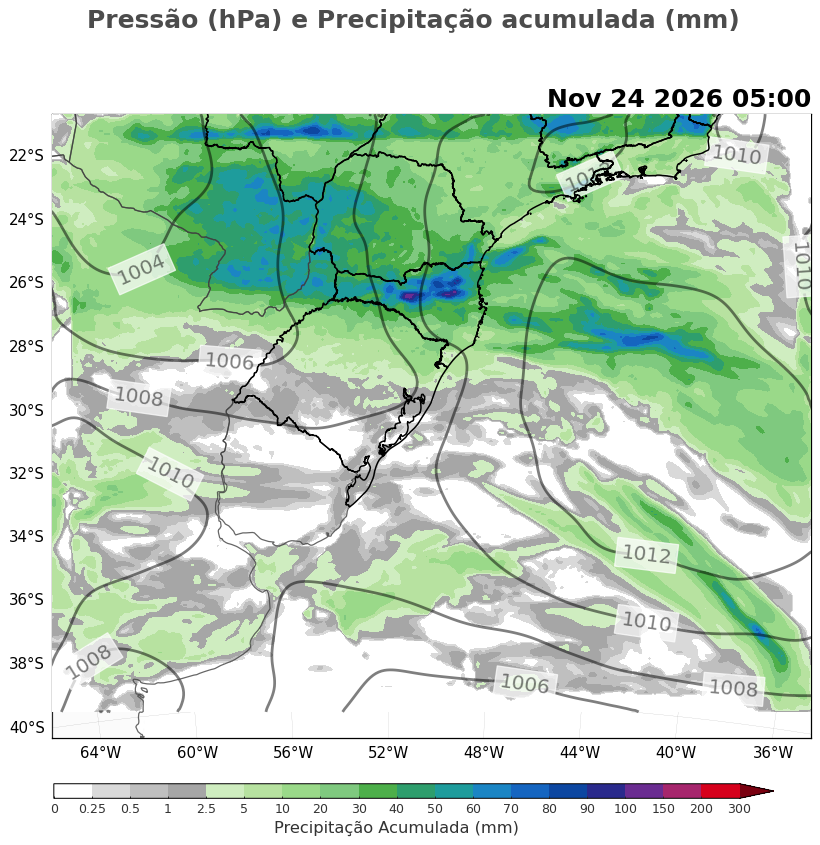 Pressão (hPa) e Precipitação acumulada (mm)
Nov 24 2026 05:00
22°S
24°S
26°S
28°S
30°S
32°S
34°S
36°S
38°S
40°S
1010
1010
1004
1006
1008
1010
1012
1010
1008
1006
1008
64°W 60°W 56°W 52°W 48°W 44°W 40°W 36°W
0 0.25 0.5 1 2.5 5 10 20 30 40 50 60 70 80 90 100 150 200 300
Precipitação Acumulada (mm)